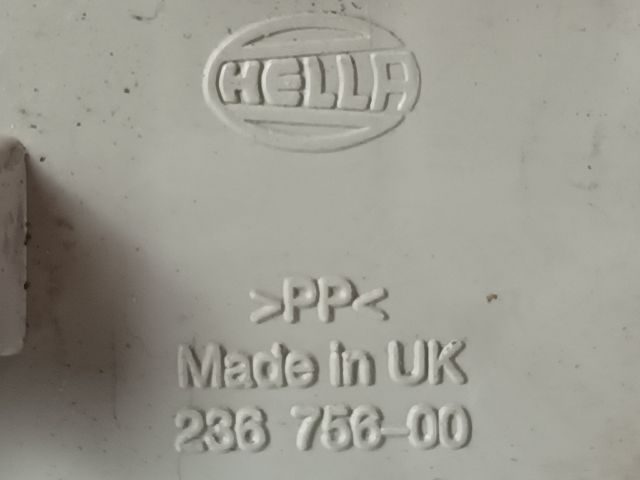 HELLA
>PP<
Made in UK
236 756-00